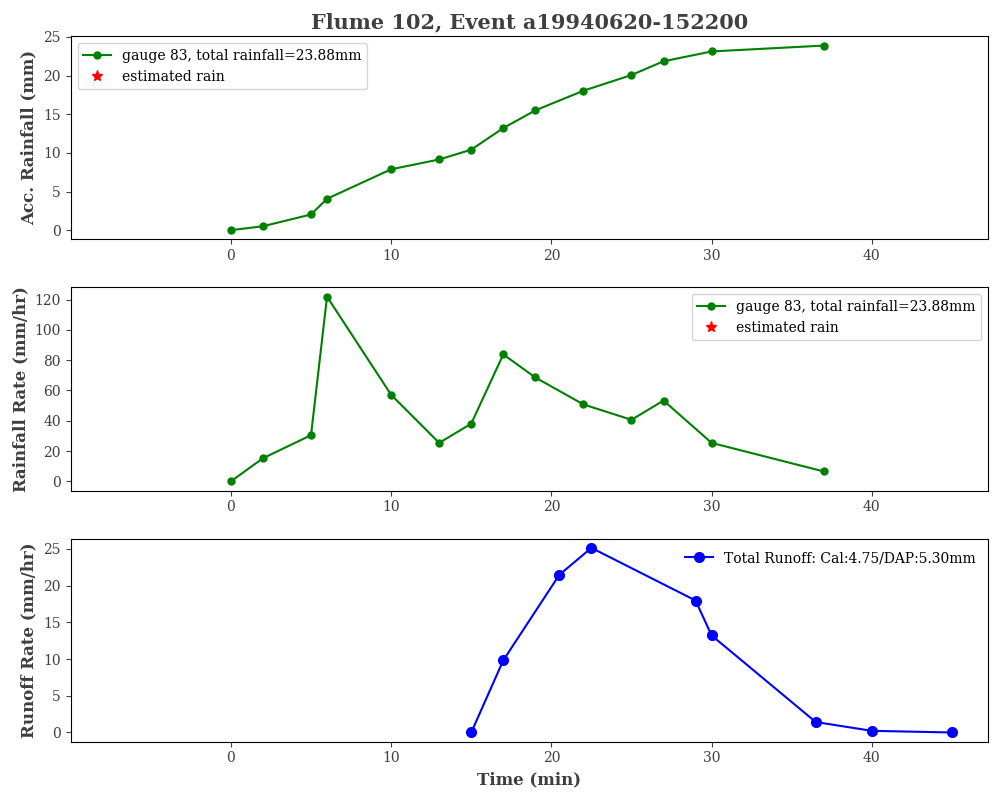 Flume 102, Event a19940620-152200
Acc. Rainfall (mm)
25
20
15
10
5
0
gauge 83, total rainfall=23.88mm
estimated rain
0 10 20 30 40
Rainfall Rate (mm/hr)
120
100
80
60
40
20
0
gauge 83, total rainfall=23.88mm
estimated rain
0 10 20 30 40
Runoff Rate (mm/hr)
25
20
15
10
5
0
Total Runoff: Cal:4.75/DAP:5.30mm
0 10 20 30 40
Time (min)